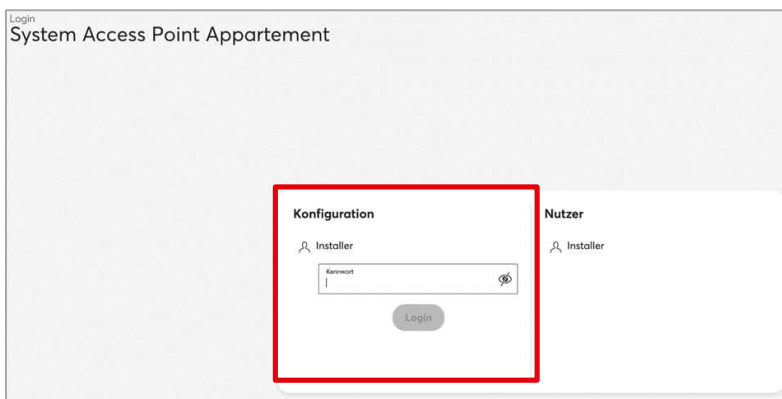 Login
System Access Point Appartement
Konfiguration
Installer
Kennwort
Login
Nutzer
Installer